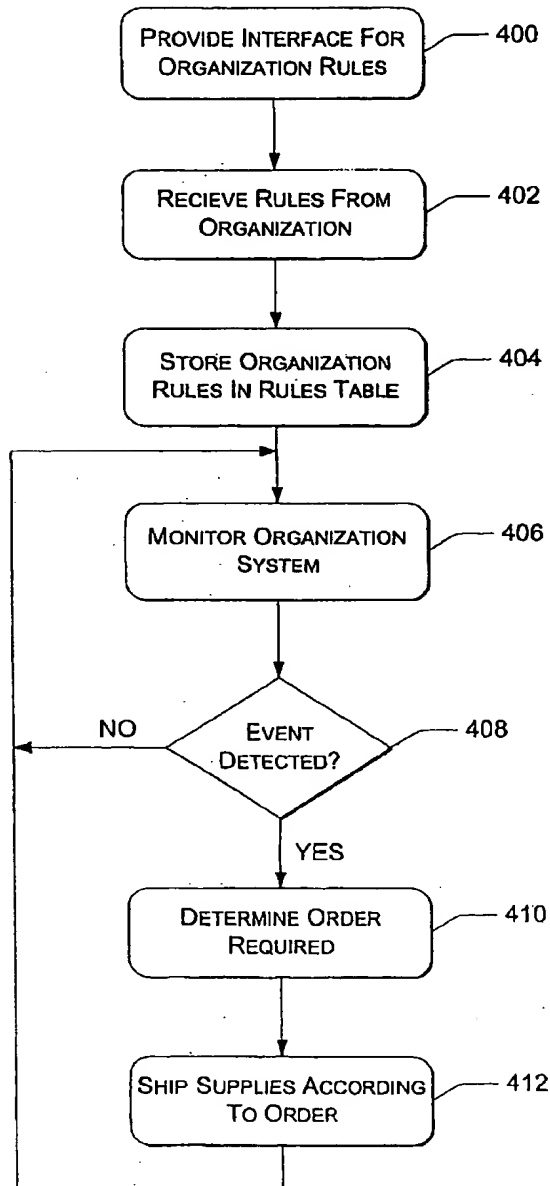 PROVIDE INTERFACE FOR
ORGANIZATION RULES
400
RECIEVE RULES FROM
ORGANIZATION
402
STORE ORGANIZATION
RULES IN RULES TABLE
404
MONITOR ORGANIZATION
SYSTEM
406
EVENT
DETECTED?
408
NO
YES
DETERMINE ORDER
REQUIRED
410
SHIP SUPPLIES ACCORDING
TO ORDER
412